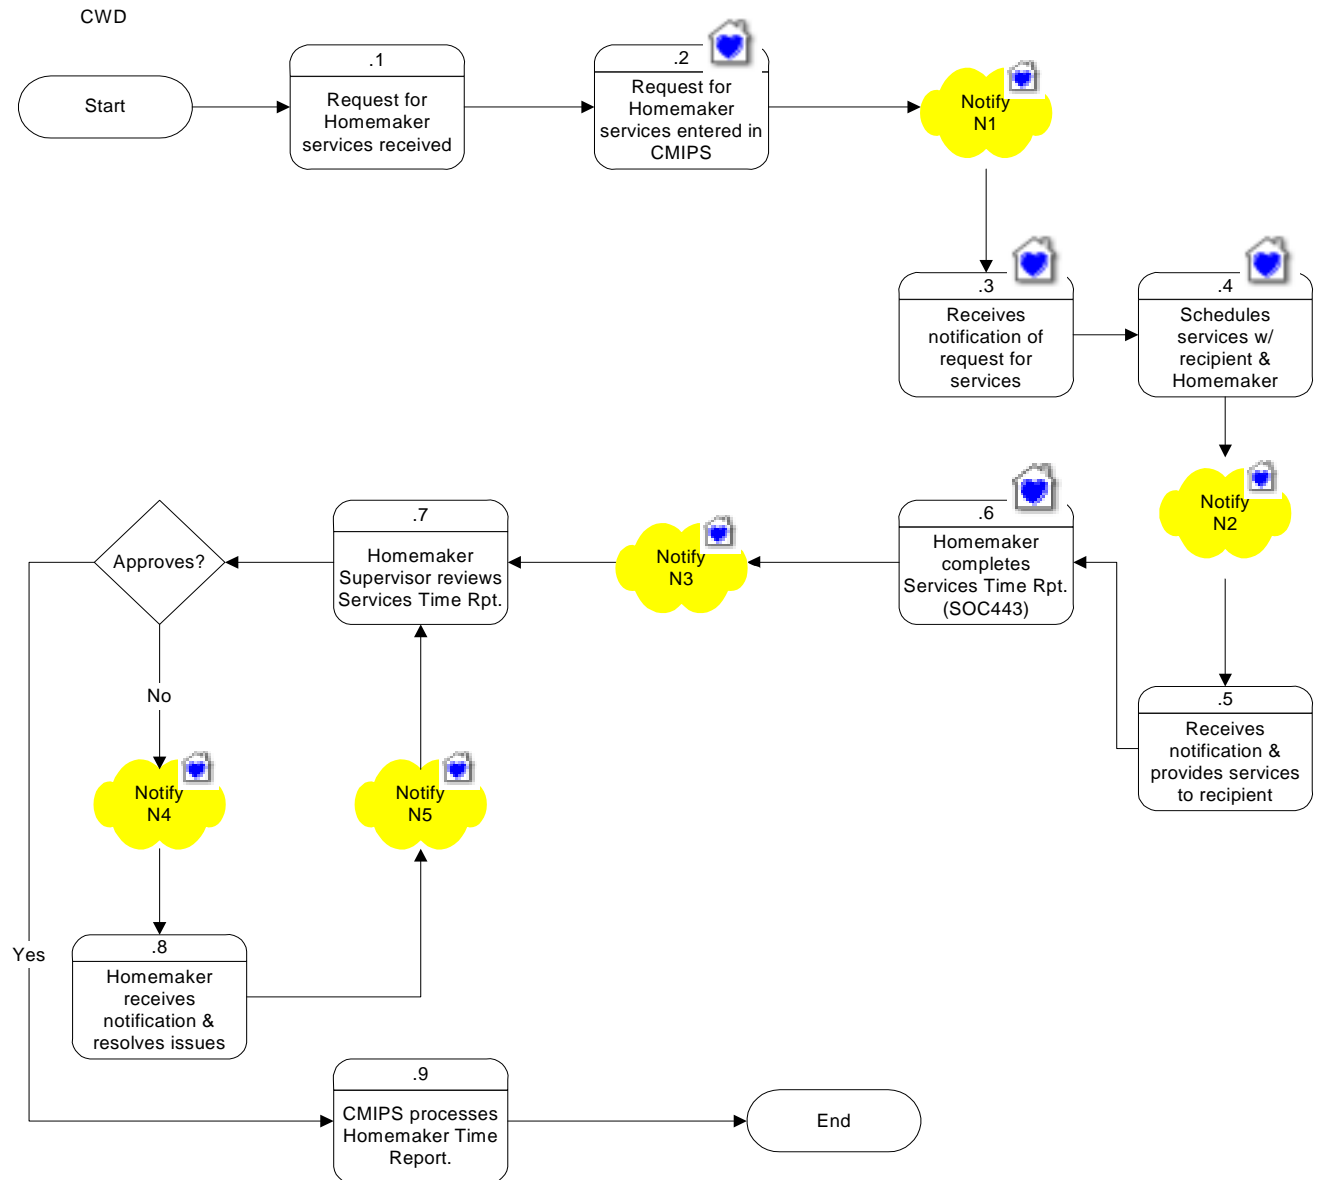 CWD
Start
.1
Request for
Homemaker
services received
.2
Request for
Homemaker
services entered in
CMIPS
Notify
N1
.3
Receives
notification of
request for
services
.4
Schedules
services w/
recipient &
Homemaker
Notify
N2
.5
Receives
notification &
provides services
to recipient
.6
Homemaker
completes
Services Time Rpt.
(SOC443)
Notify
N3
.7
Homemaker
Supervisor reviews
Services Time Rpt.
Approves?
No
Notify
N4
.8
Homemaker
receives
notification &
resolves issues
Notify
N5
Yes
.9
CMIPS processes
Homemaker Time
Report.
End